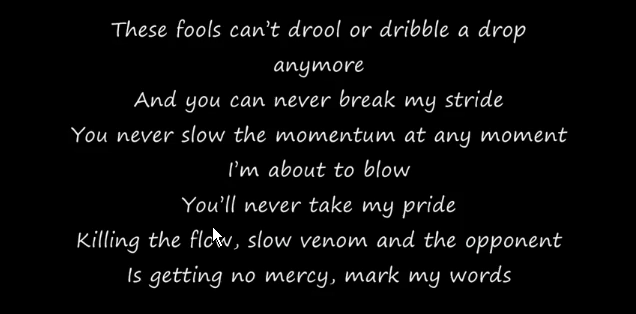 These fools can't drool or dribble a drop
anymore
And you can never break my stride
You never slow the momentum at any moment
I'm about to blow
You'll never take my pride
Killing the flow, slow venom and the opponent
Is getting no mercy, mark my words